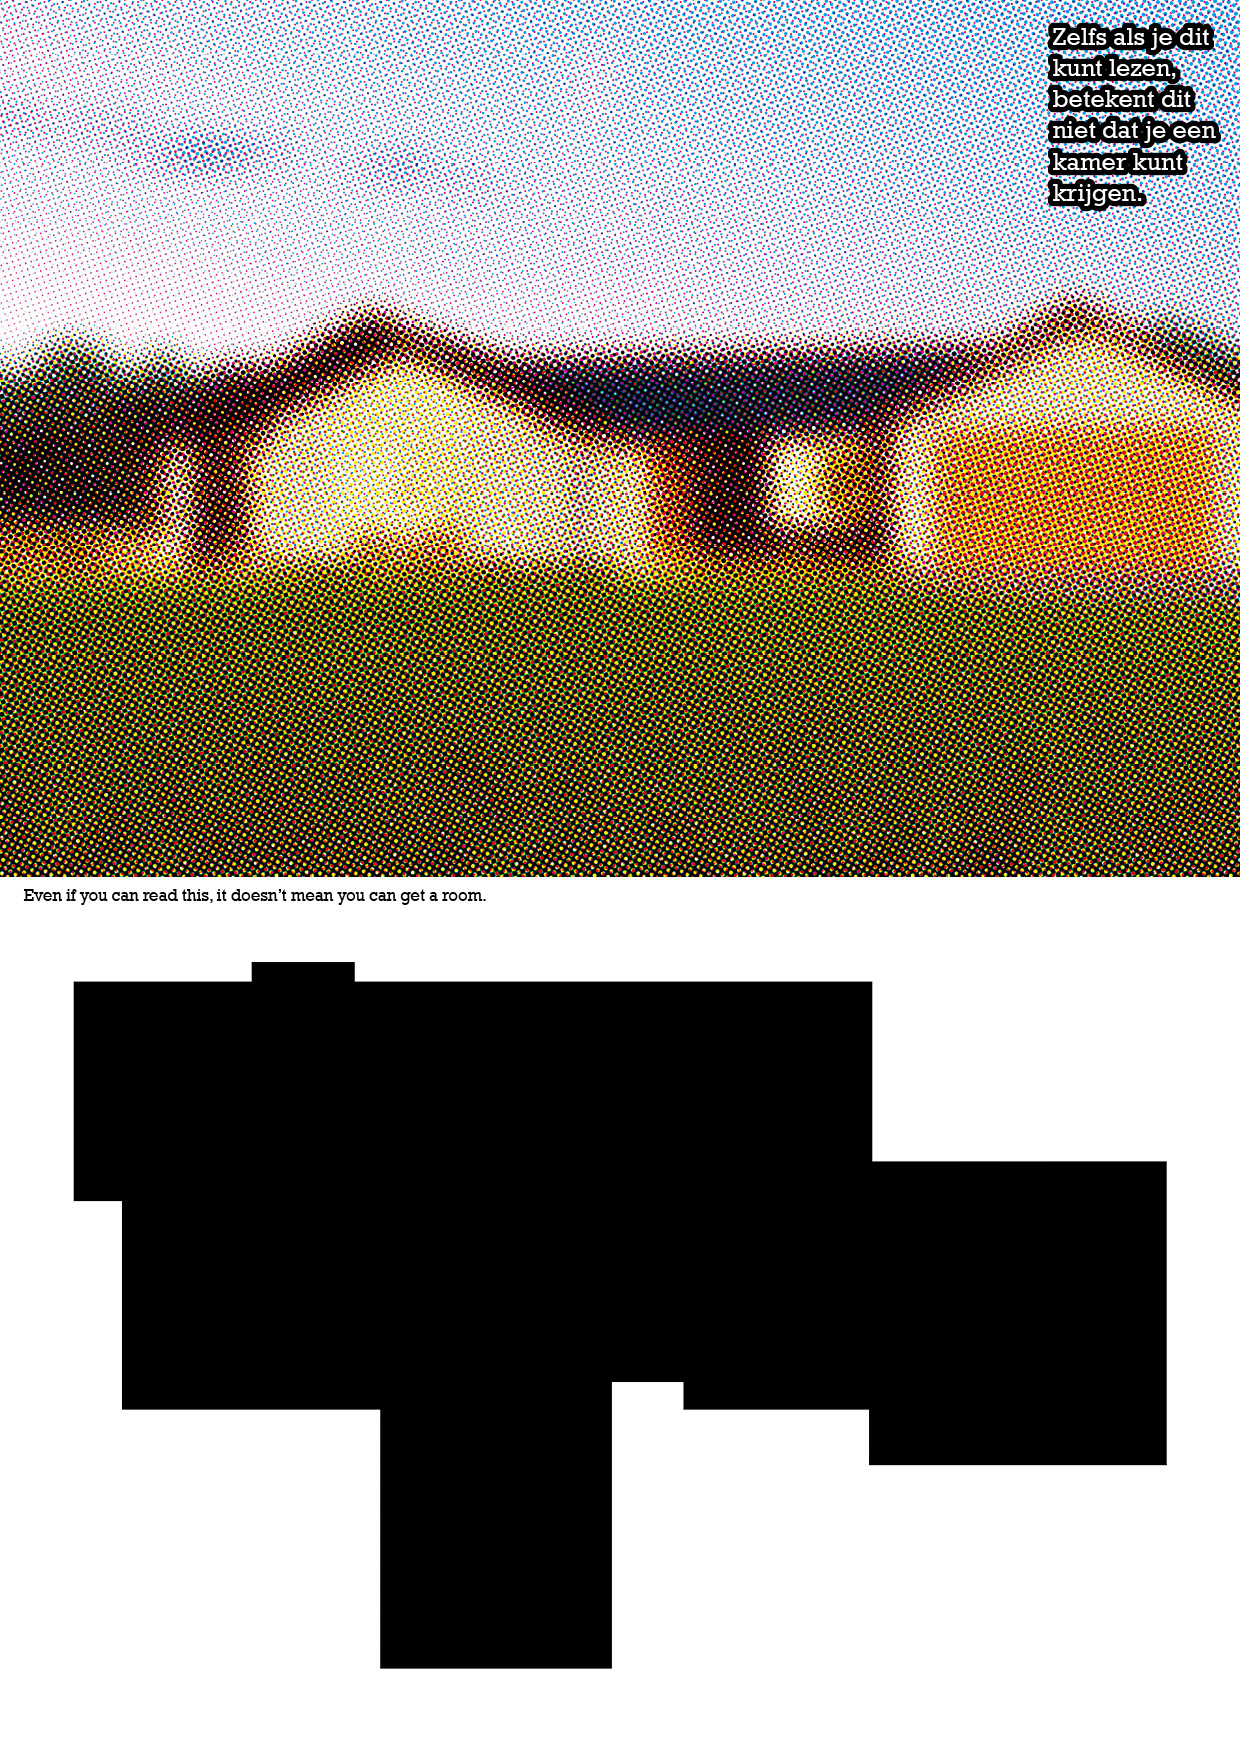 Zelfs als je dit
kunt lezen,
betekent dit
niet dat je een
kamer kunt
krijgen.
Even if you can read this, it doesn’t mean you can get a room.